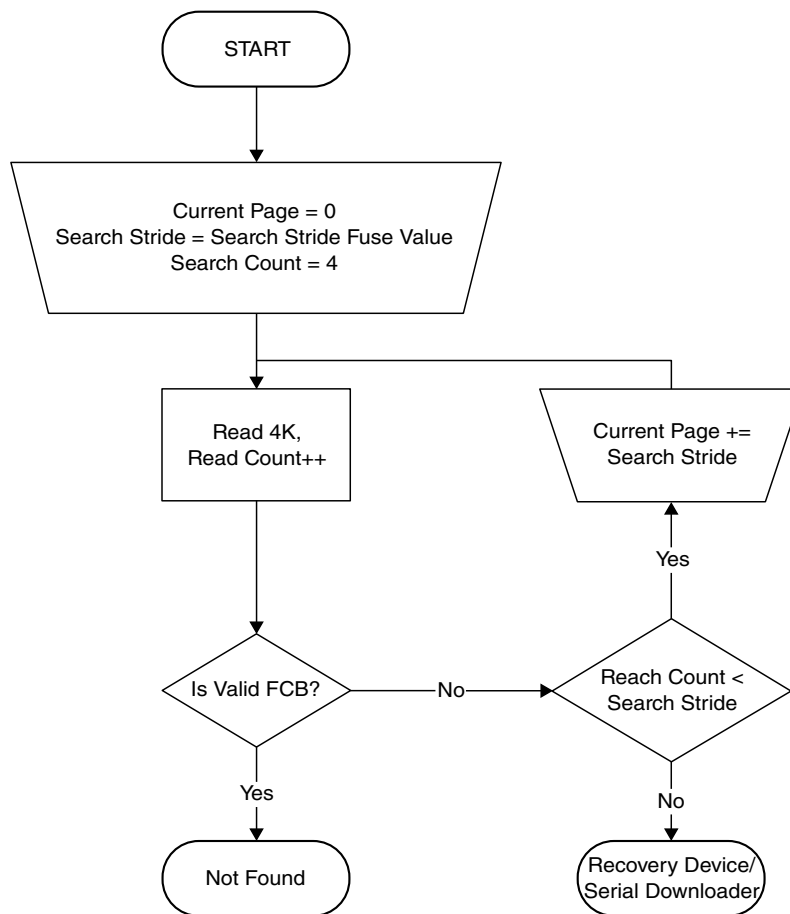 START
Current Page = 0
Search Stride = Search Stride Fuse Value
Search Count = 4
Read 4K,
Read Count++
Current Page +=
Search Stride
Yes
Is Valid FCB?
No
Reach Count <
Search Stride
Yes
No
Not Found
Recovery Device/
Serial Downloader